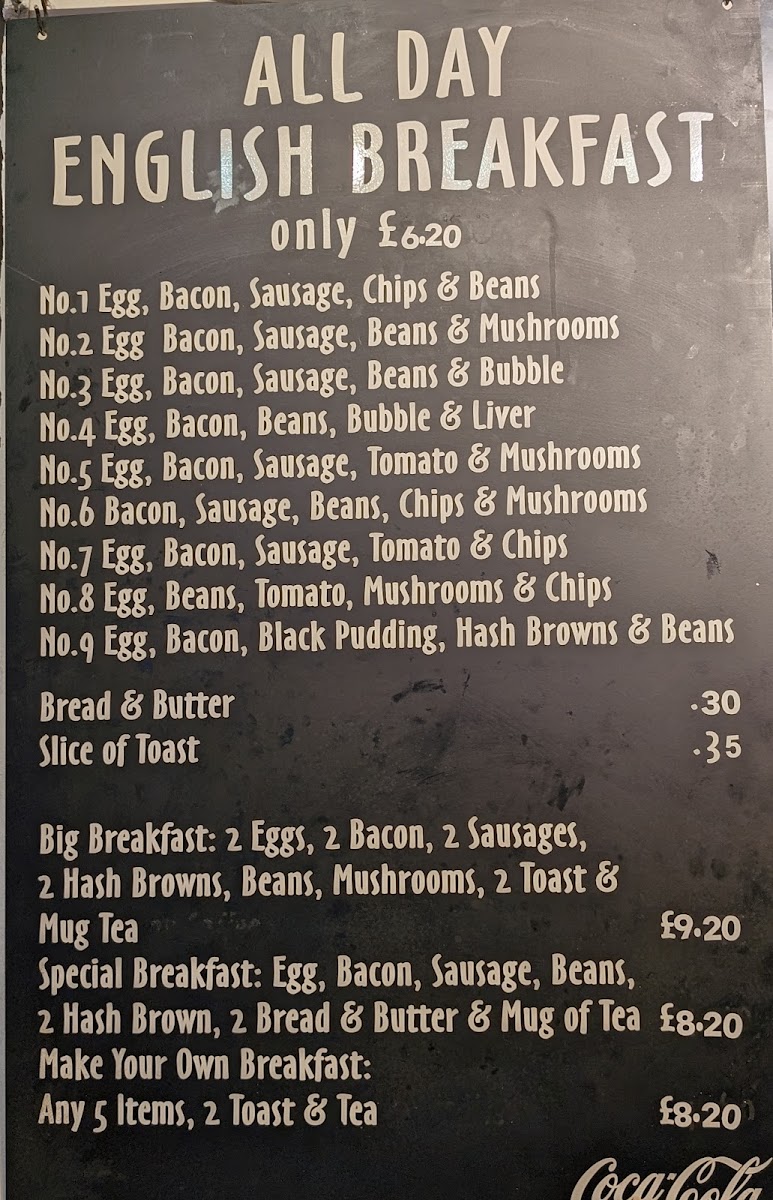 ALL DAY
ENGLISH BREAKFAST
only £6.20
No.1 Egg, Bacon, Sausage, Chips & Beans
No.2 Egg Bacon, Sausage, Beans & Mushrooms
No.3 Egg, Bacon, Sausage, Beans & Bubble
No.4 Egg, Bacon, Beans, Bubble & Liver
No.5 Egg, Bacon, Sausage, Tomato & Mushrooms
No.6 Bacon, Sausage, Beans, Chips & Mushrooms
No.7 Egg, Bacon, Sausage, Tomato & Chips
No.8 Egg, Beans, Tomato, Mushrooms & Chips
No.9 Egg, Bacon, Black Pudding, Hash Browns & Beans
Bread & Butter .30
Slice of Toast .35
Big Breakfast: 2 Eggs, 2 Bacon, 2 Sausages,
2 Hash Browns, Beans, Mushrooms, 2 Toast &
Mug Tea £9.20
Special Breakfast: Egg, Bacon, Sausage, Beans,
2 Hash Brown, 2 Bread & Butter & Mug of Tea £8.20
Make Your Own Breakfast:
Any 5 Items, 2 Toast & Tea £8.20
Coca-Cola